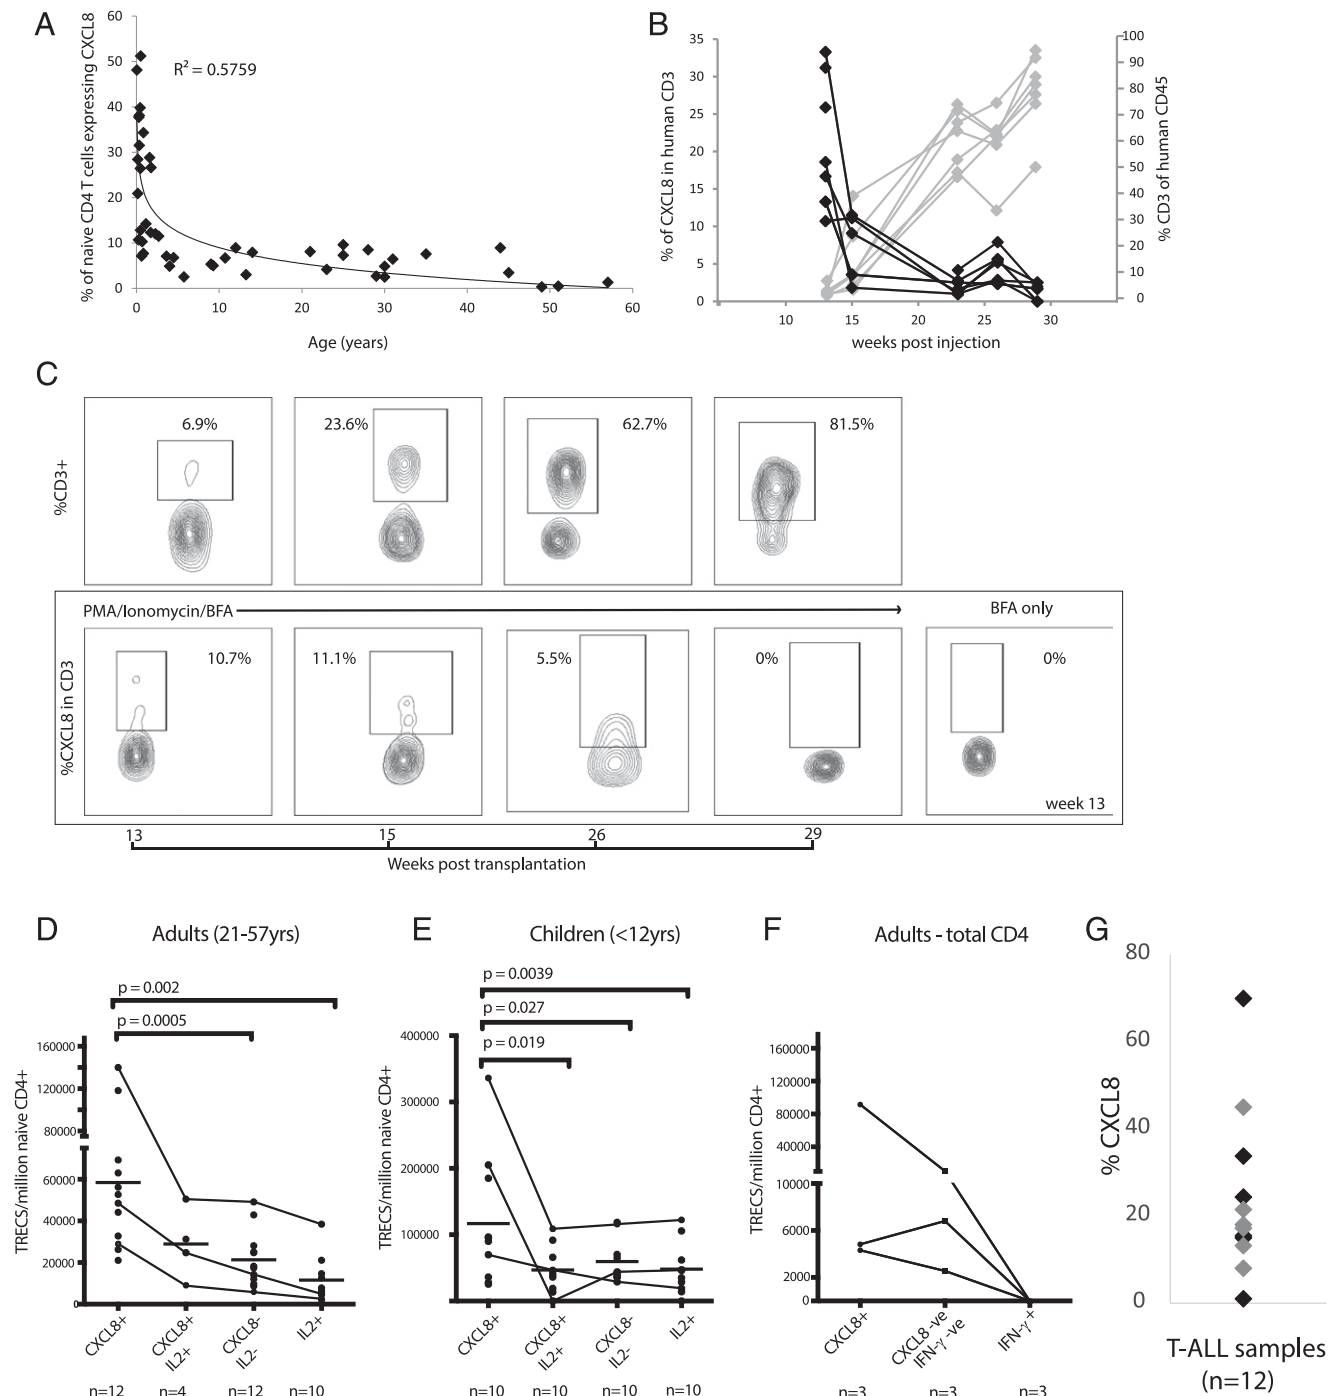 A
% of naive CD4 T cells expressing CXCL8
60
50
40
30
20
10
0
R² = 0.5759
0 10 20 30 40 50 60
Age (years)
B
% of CXCL8 in human CD3
35
30
25
20
15
10
5
0
100
90
80
70
60
50
40
30
20
10
0
% CD3 of human CD45
10 15 20 25 30
weeks post injection
C
%CD3+
6.9%
23.6%
62.7%
81.5%
PMA/Ionomycin/BFA
BFA only
%CXCL8 in CD3
10.7%
11.1%
5.5%
0%
0%
week 13
13 15 26 29
Weeks post transplantation
D
Adults (21-57yrs)
p = 0.002
p = 0.0005
TRECS/million naive CD4+
160000
120000
80000
60000
40000
20000
0
CXCL8+
CXCL8+
IL2+
CXCL8-
IL2-
IL2+
n=12 n=4 n=12 n=10
E
Children (<12yrs)
p = 0.0039
p = 0.027
p = 0.019
TRECS/million naive CD4+
400000
300000
200000
100000
CXCL8+
CXCL8+
IL2+
CXCL8-
IL2-
IL2+
n=10 n=10 n=10 n=10
F
Adults - total CD4
TRECS/million CD4+
160000
120000
80000
40000
10000
6000
2000
0
CXCL8+
CXCL8 -ve
IFN-γ -ve
IFN-γ +
n=3 n=3 n=3
G
% CXCL8
80
60
40
20
0
T-ALL samples
(n=12)